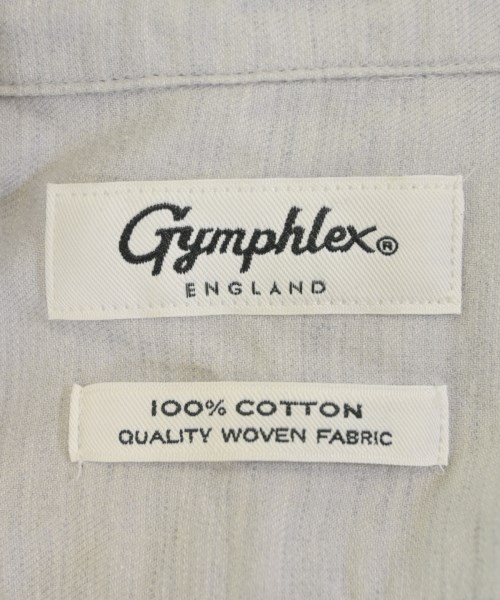 Gymphlex®
ENGLAND
100% COTTON
QUALITY WOVEN FABRIC